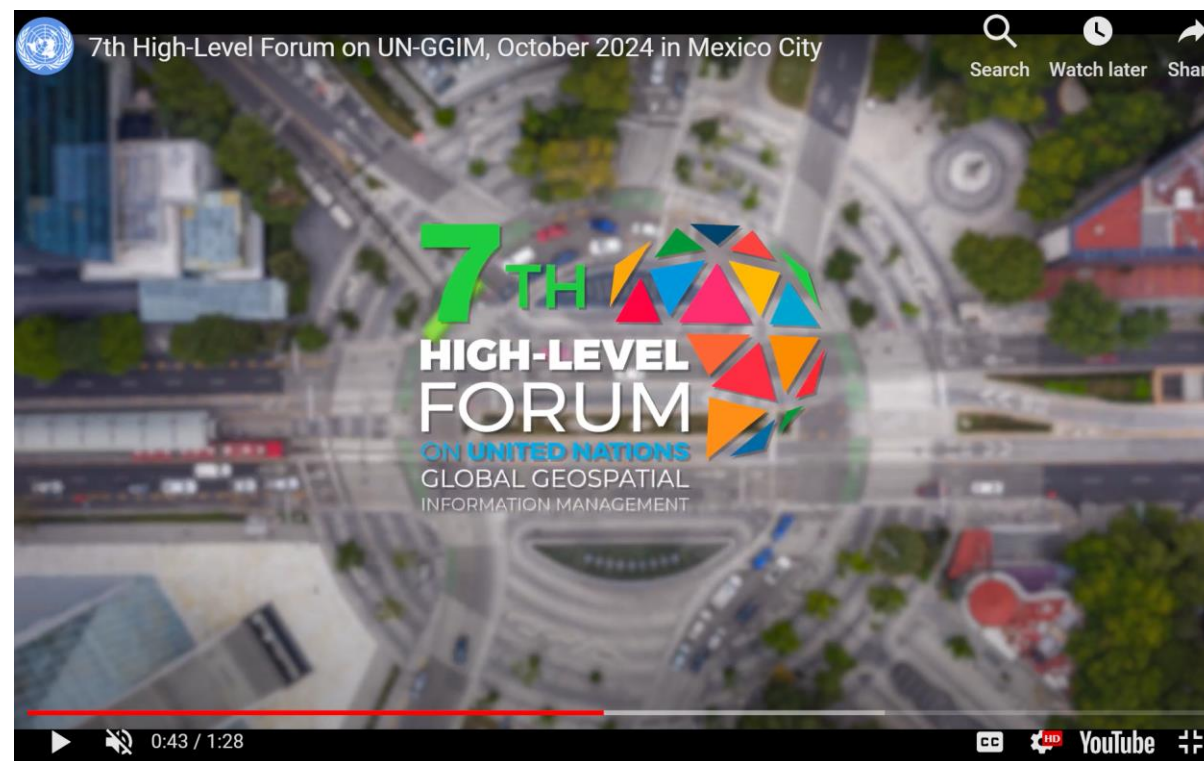 7th High-Level Forum on UN-GGIM, October 2024 in Mexico City
Search Watch later Shar
7TH
HIGH-LEVEL
FORUM
ON UNITED NATIONS
GLOBAL GEOSPATIAL
INFORMATION MANAGEMENT
0:43 / 1:28
CC HD YouTube